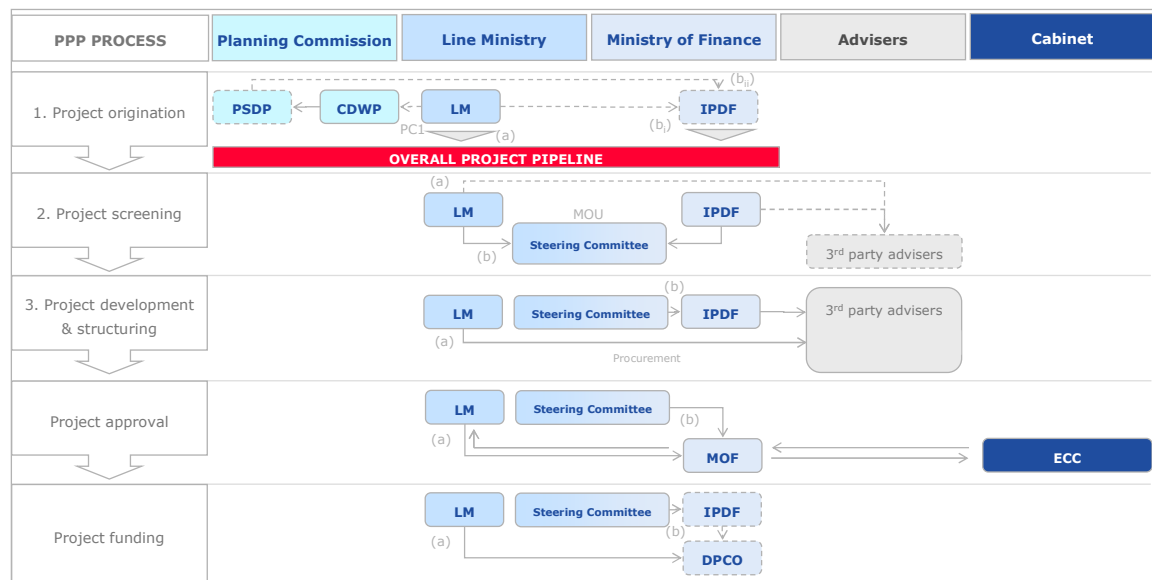 PPP PROCESS
Planning Commission
Line Ministry
Ministry of Finance
Advisers
Cabinet
1. Project origination
PSDP
CDWP
LM
IPDF
(bii)
(bi)
PC1
(a)
OVERALL PROJECT PIPELINE
2. Project screening
(a)
LM
MOU
IPDF
Steering Committee
(b)
3rd party advisers
3. Project development
& structuring
(b)
LM
Steering Committee
IPDF
3rd party advisers
(a)
Procurement
Project approval
LM
Steering Committee
(b)
(a)
MOF
ECC
Project funding
LM
Steering Committee
IPDF
(b)
(a)
DPCO